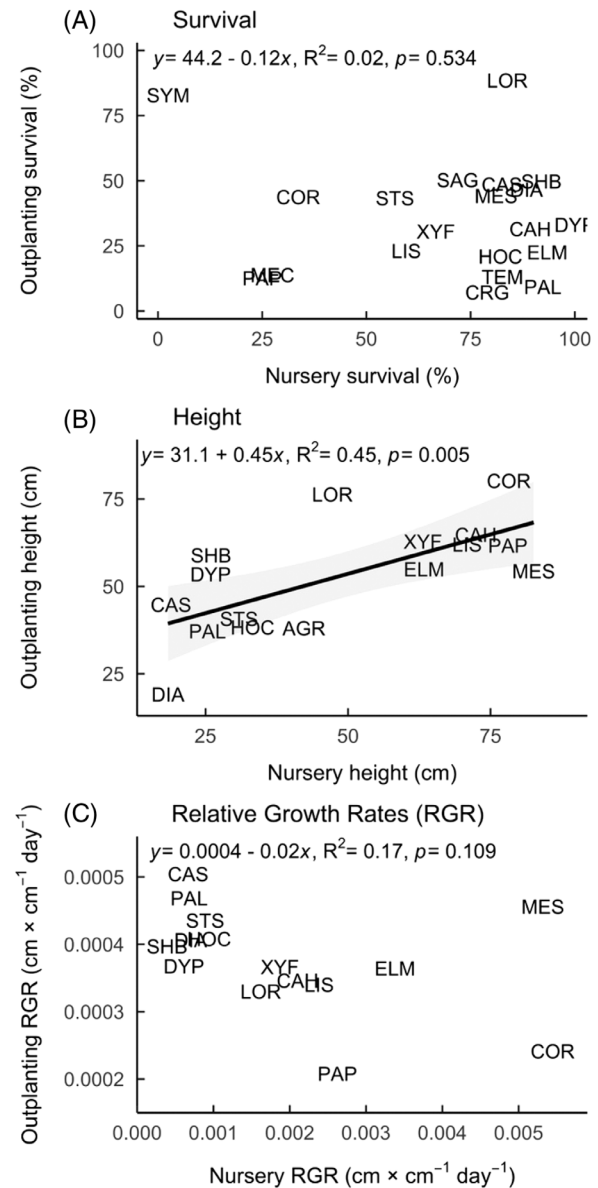 (A) Survival
y= 44.2 - 0.12x, R²= 0.02, p= 0.534
Outplanting survival (%)
100
75
50
25
0
SYM
LOR
COR
STS
SAG
CAS
SHB
DIA
MES
XYF
CAH
DYP
LIS
HOC
ELM
PAP
MEC
TEM
CRG
PAL
0 25 50 75 100
Nursery survival (%)
(B) Height
y= 31.1 + 0.45x, R²= 0.45, p= 0.005
Outplanting height (cm)
75
50
25
LOR
COR
SHB
DYP
XYF
CAH
LIS
PAP
ELM
MES
CAS
STS
PAL
HOC
AGR
DIA
25 50 75
Nursery height (cm)
(C) Relative Growth Rates (RGR)
y= 0.0004 - 0.02x, R²= 0.17, p= 0.109
Outplanting RGR (cm × cm⁻¹ day⁻¹)
0.0005
0.0004
0.0003
0.0002
CAS
PAL
MES
STS
SHB
DIA
HOC
DYP
XYF
ELM
CAH
LIS
LOR
PAP
COR
0.000 0.001 0.002 0.003 0.004 0.005
Nursery RGR (cm × cm⁻¹ day⁻¹)